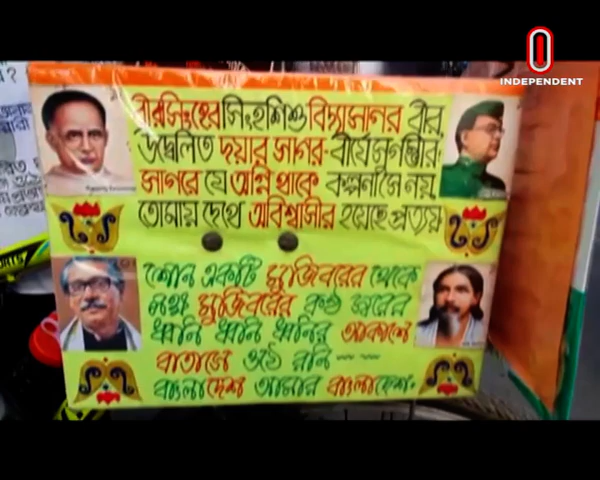 INDEPENDENT
বীরসিংহের সিংহশিশু বিদ্যাসাগর বীর,
উদ্বেলিত দয়ার সাগর- বীর্যে সুগম্ভীর-
সাগরে যে অগ্নি থাকে কল্পনা সে নয়,
তোমায় দেখে অবিশ্বাসীর হয়েছে প্রত্যয়
শোন একটি মুজিবরের থেকে
লক্ষ মুজিবরের কণ্ঠ স্বরের
ধ্বনি ধ্বনি ধ্বনির আকাশে
বাতাসে ওঠে রনি ~ ~
বাংলাদেশ আমার বাংলাদেশ.